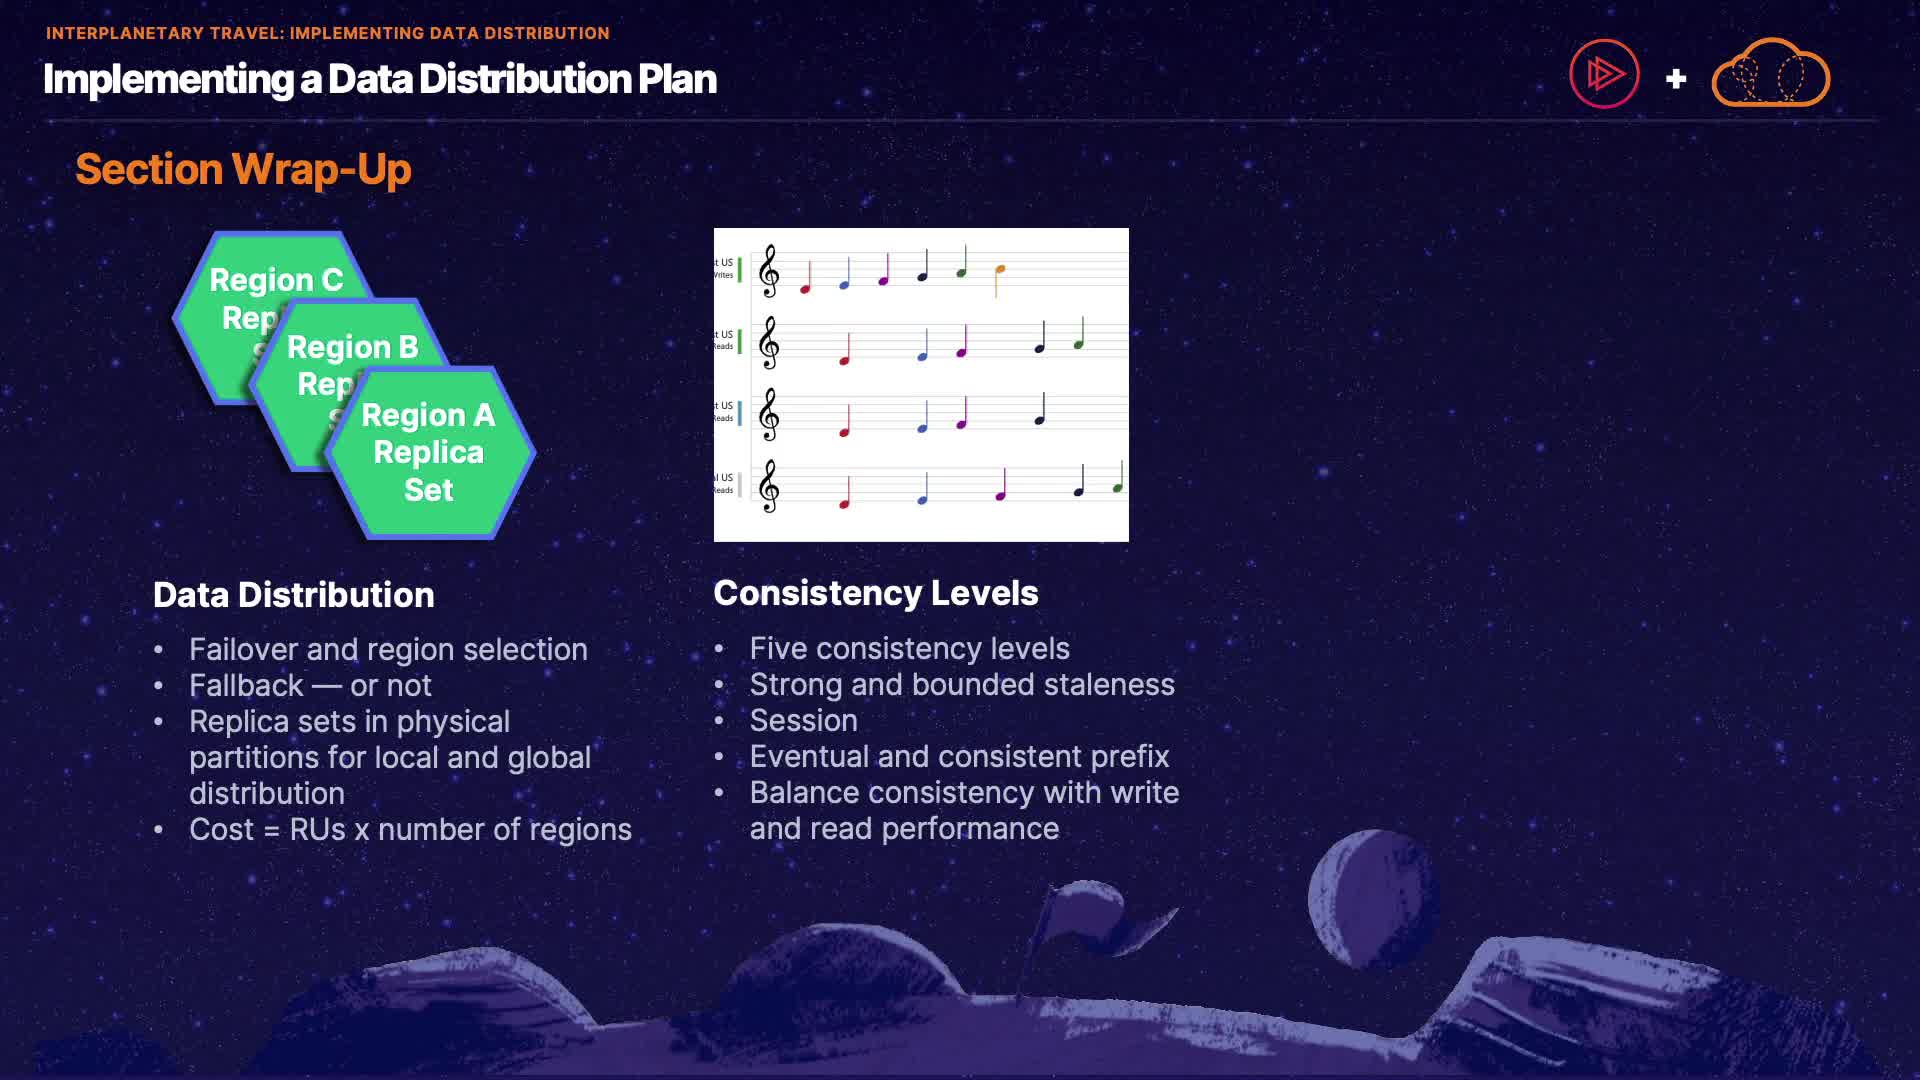 INTERPLANETARY TRAVEL: IMPLEMENTING DATA DISTRIBUTION
Implementing a Data Distribution Plan
Section Wrap-Up
Region C
Region B
Region A
Replica
Set
US
Writes
US
Reads
US
Reads
US
Reads
Data Distribution
• Failover and region selection
• Fallback — or not
• Replica sets in physical
partitions for local and global
distribution
• Cost = RUs x number of regions
Consistency Levels
• Five consistency levels
• Strong and bounded staleness
• Session
• Eventual and consistent prefix
• Balance consistency with write
and read performance